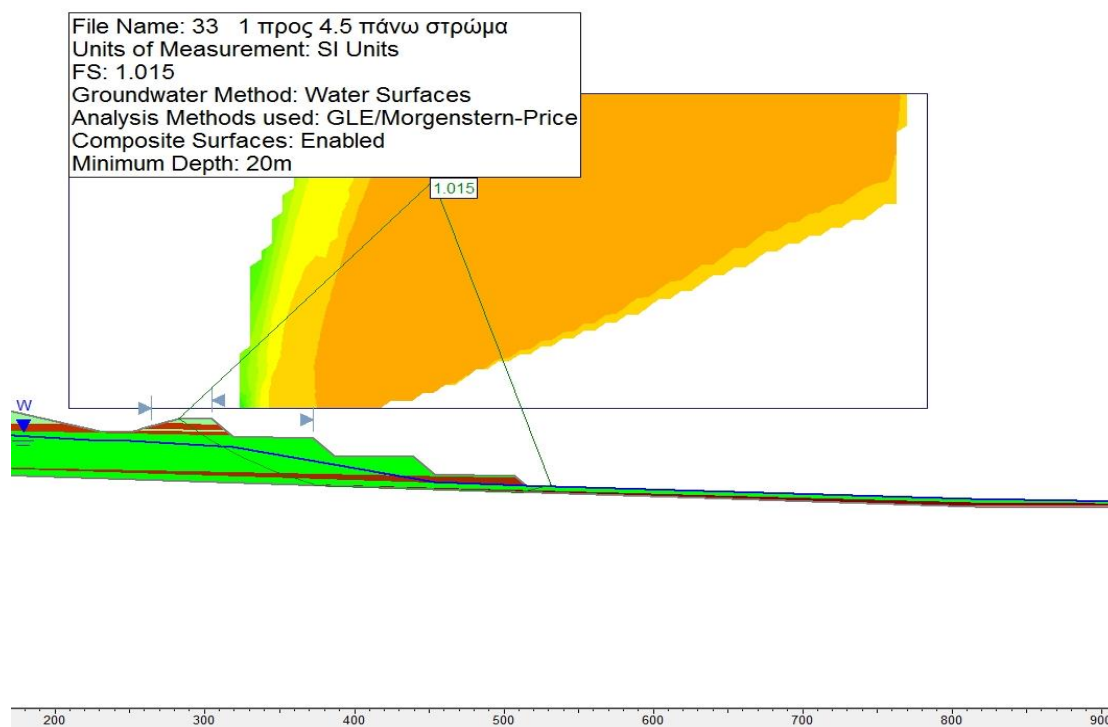 File Name: 33 1 προς 4.5 πάνω στρώμα
Units of Measurement: SI Units
FS: 1.015
Groundwater Method: Water Surfaces
Analysis Methods used: GLE/Morgenstern-Price
Composite Surfaces: Enabled
Minimum Depth: 20m
1.015
W
200 300 400 500 600 700 800 900